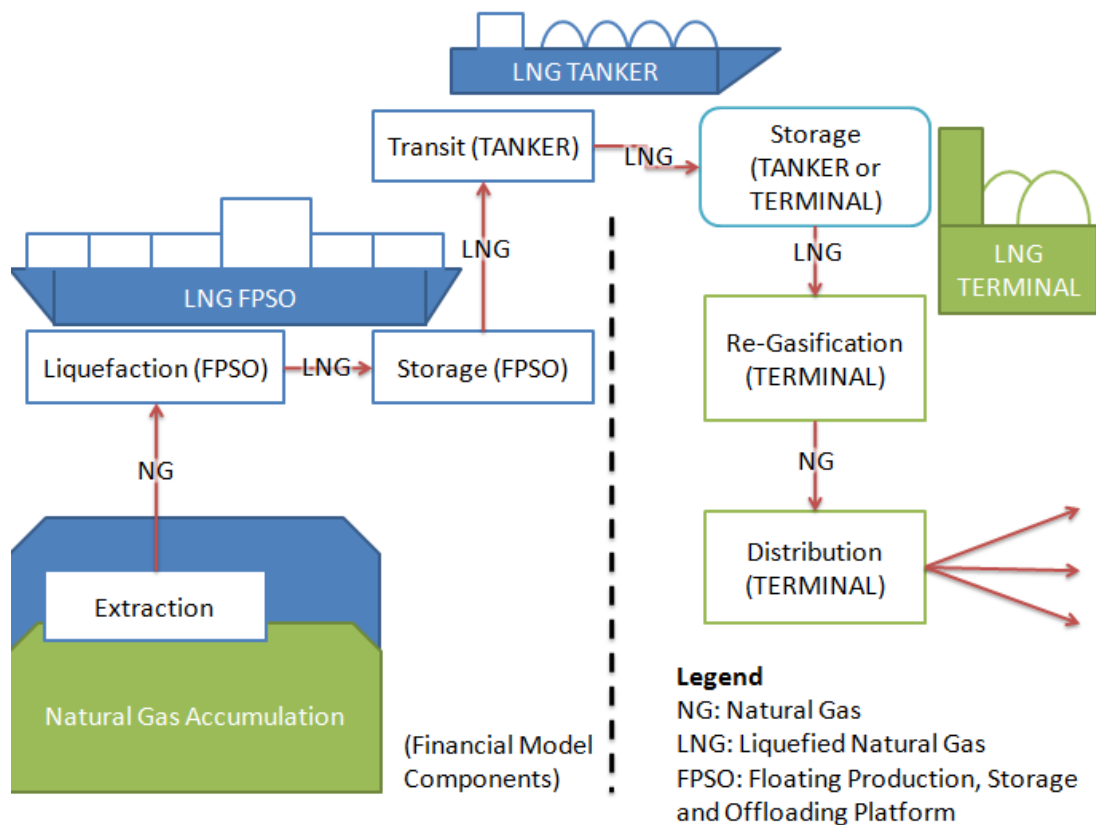 LNG TANKER
Transit (TANKER)
LNG
Storage
(TANKER or
TERMINAL)
LNG
LNG
LNG
TERMINAL
LNG FPSO
Liquefaction (FPSO)
LNG
Storage (FPSO)
Re-Gasification
(TERMINAL)
NG
NG
Extraction
Distribution
(TERMINAL)
Natural Gas Accumulation
(Financial Model
Components)
Legend
NG: Natural Gas
LNG: Liquefied Natural Gas
FPSO: Floating Production, Storage
and Offloading Platform